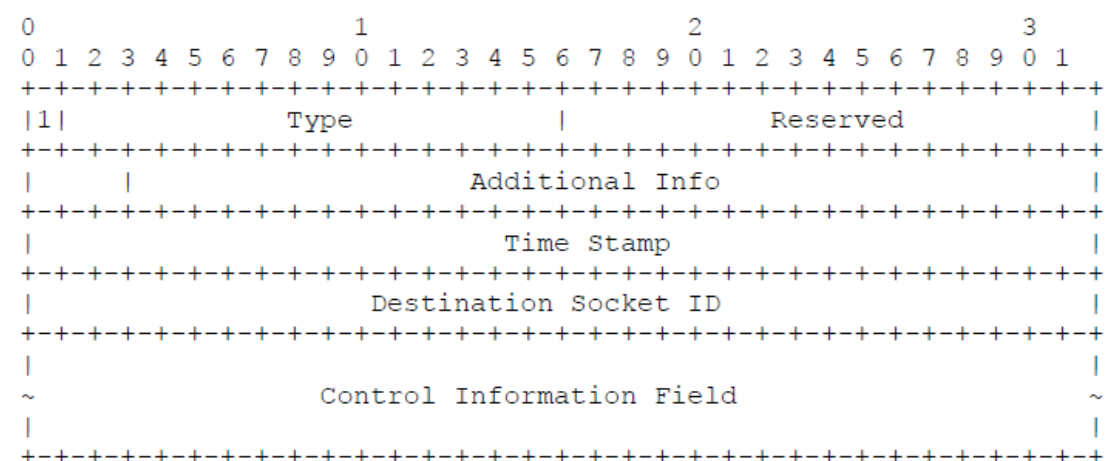 0                   1                   2                   3
0 1 2 3 4 5 6 7 8 9 0 1 2 3 4 5 6 7 8 9 0 1 2 3 4 5 6 7 8 9 0 1
+-+-+-+-+-+-+-+-+-+-+-+-+-+-+-+-+-+-+-+-+-+-+-+-+-+-+-+-+-+-+-+-+
|1|             Type            |            Reserved           |
+-+-+-+-+-+-+-+-+-+-+-+-+-+-+-+-+-+-+-+-+-+-+-+-+-+-+-+-+-+-+-+-+
|     |                    Additional Info                      |
+-+-+-+-+-+-+-+-+-+-+-+-+-+-+-+-+-+-+-+-+-+-+-+-+-+-+-+-+-+-+-+-+
|                            Time Stamp                         |
+-+-+-+-+-+-+-+-+-+-+-+-+-+-+-+-+-+-+-+-+-+-+-+-+-+-+-+-+-+-+-+-+
|                    Destination Socket ID                      |
+-+-+-+-+-+-+-+-+-+-+-+-+-+-+-+-+-+-+-+-+-+-+-+-+-+-+-+-+-+-+-+-+
|                                                               |
~                 Control Information Field                     ~
|                                                               |
+-+-+-+-+-+-+-+-+-+-+-+-+-+-+-+-+-+-+-+-+-+-+-+-+-+-+-+-+-+-+-+-+